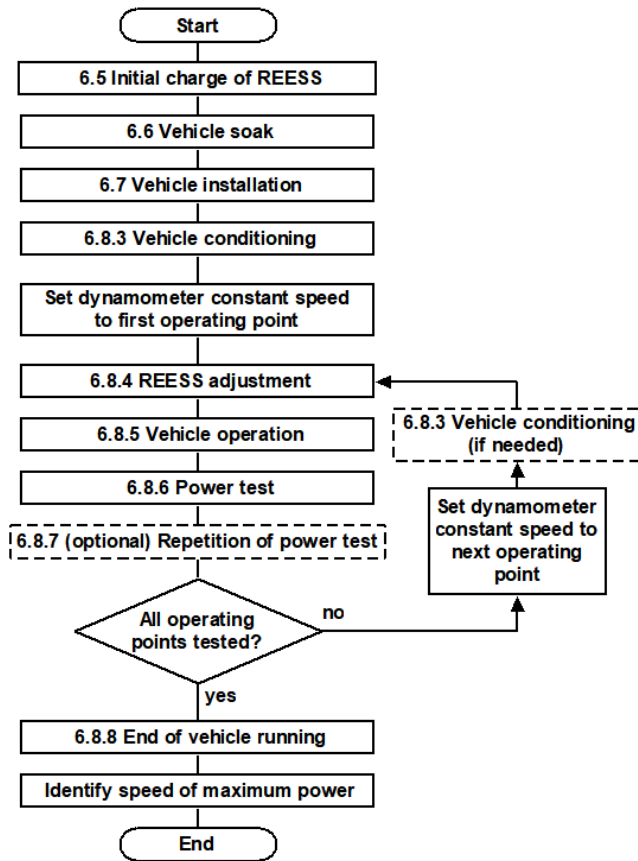 Start
6.5 Initial charge of REESS
6.6 Vehicle soak
6.7 Vehicle installation
6.8.3 Vehicle conditioning
Set dynamometer constant speed
to first operating point
6.8.4 REESS adjustment
6.8.5 Vehicle operation
6.8.6 Power test
6.8.7 (optional) Repetition of power test
All operating
points tested?
no
Set dynamometer
constant speed to
next operating
point
6.8.3 Vehicle conditioning
(if needed)
yes
6.8.8 End of vehicle running
Identify speed of maximum power
End